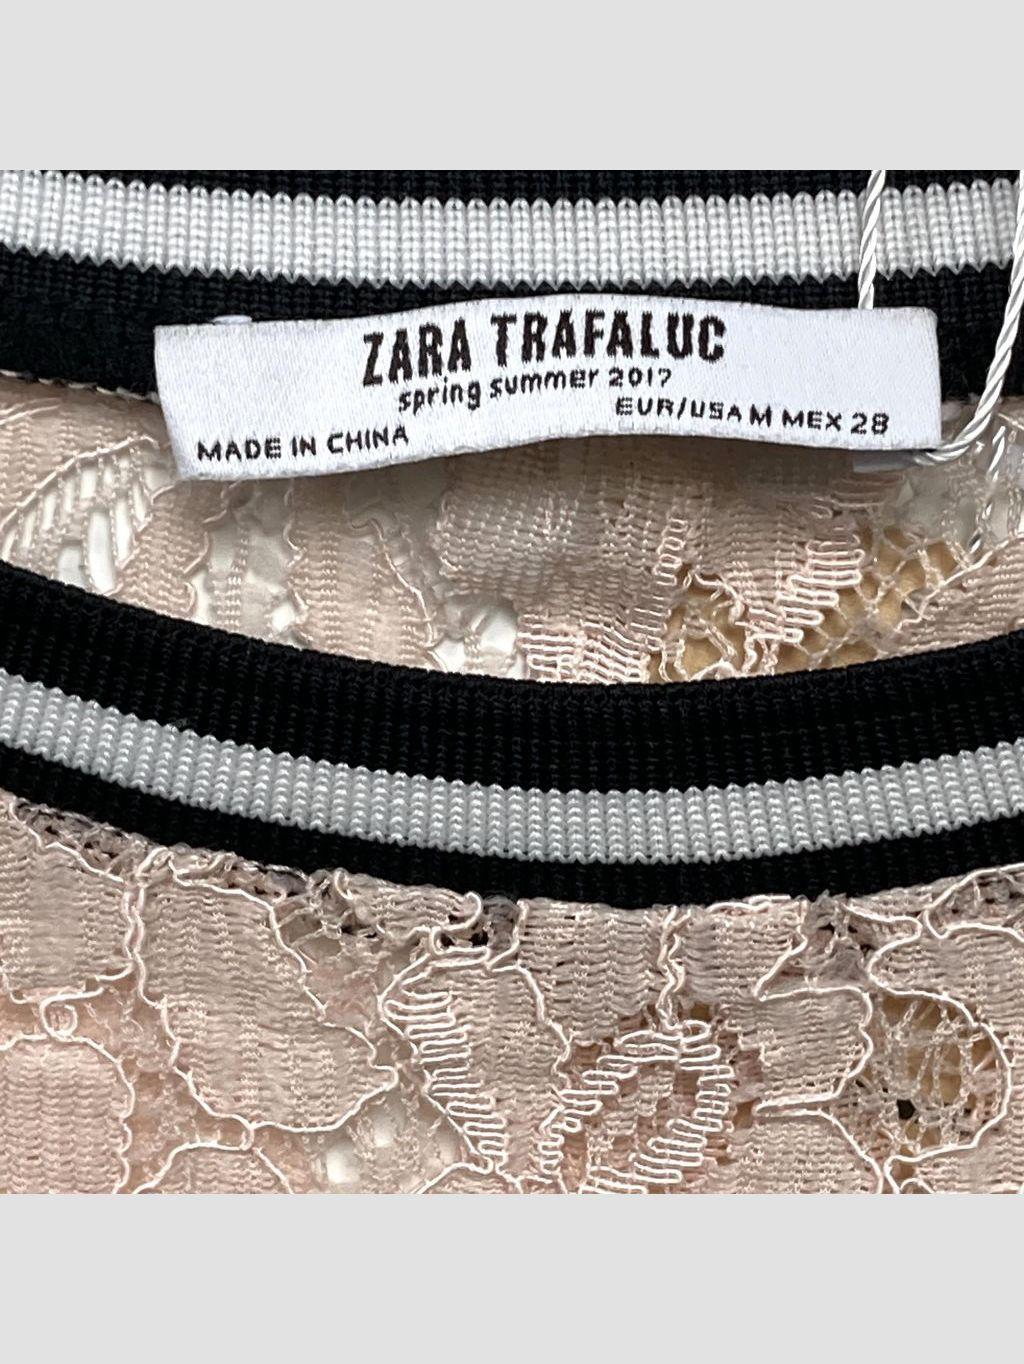 ZARA TRAFALUC
spring summer 2017
EUR/USA M MEX 28
MADE IN CHINA